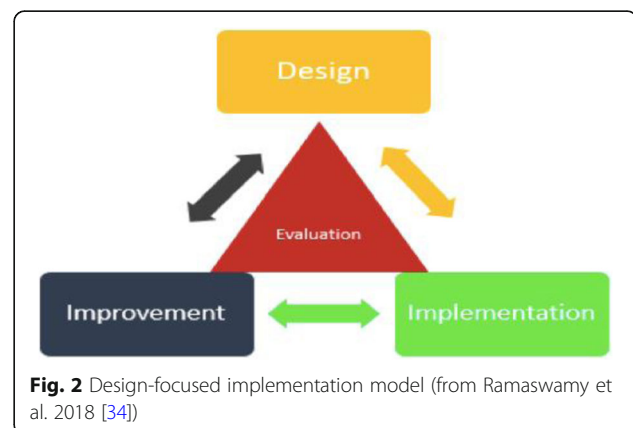 Design
Evaluation
Improvement
Implementation
Fig. 2 Design-focused implementation model (from Ramaswamy et
al. 2018 [34])